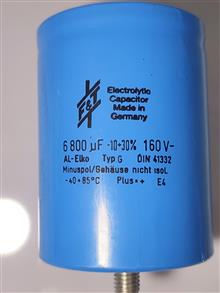 F&T
Electrolytic
Capacitor
Made in
Germany
6 800 µF -10+30% 160 V-
AL-Elko Typ G DIN 41332
Minuspol/Gehäuse nicht isol.
-40+85°C Plus=+ E4